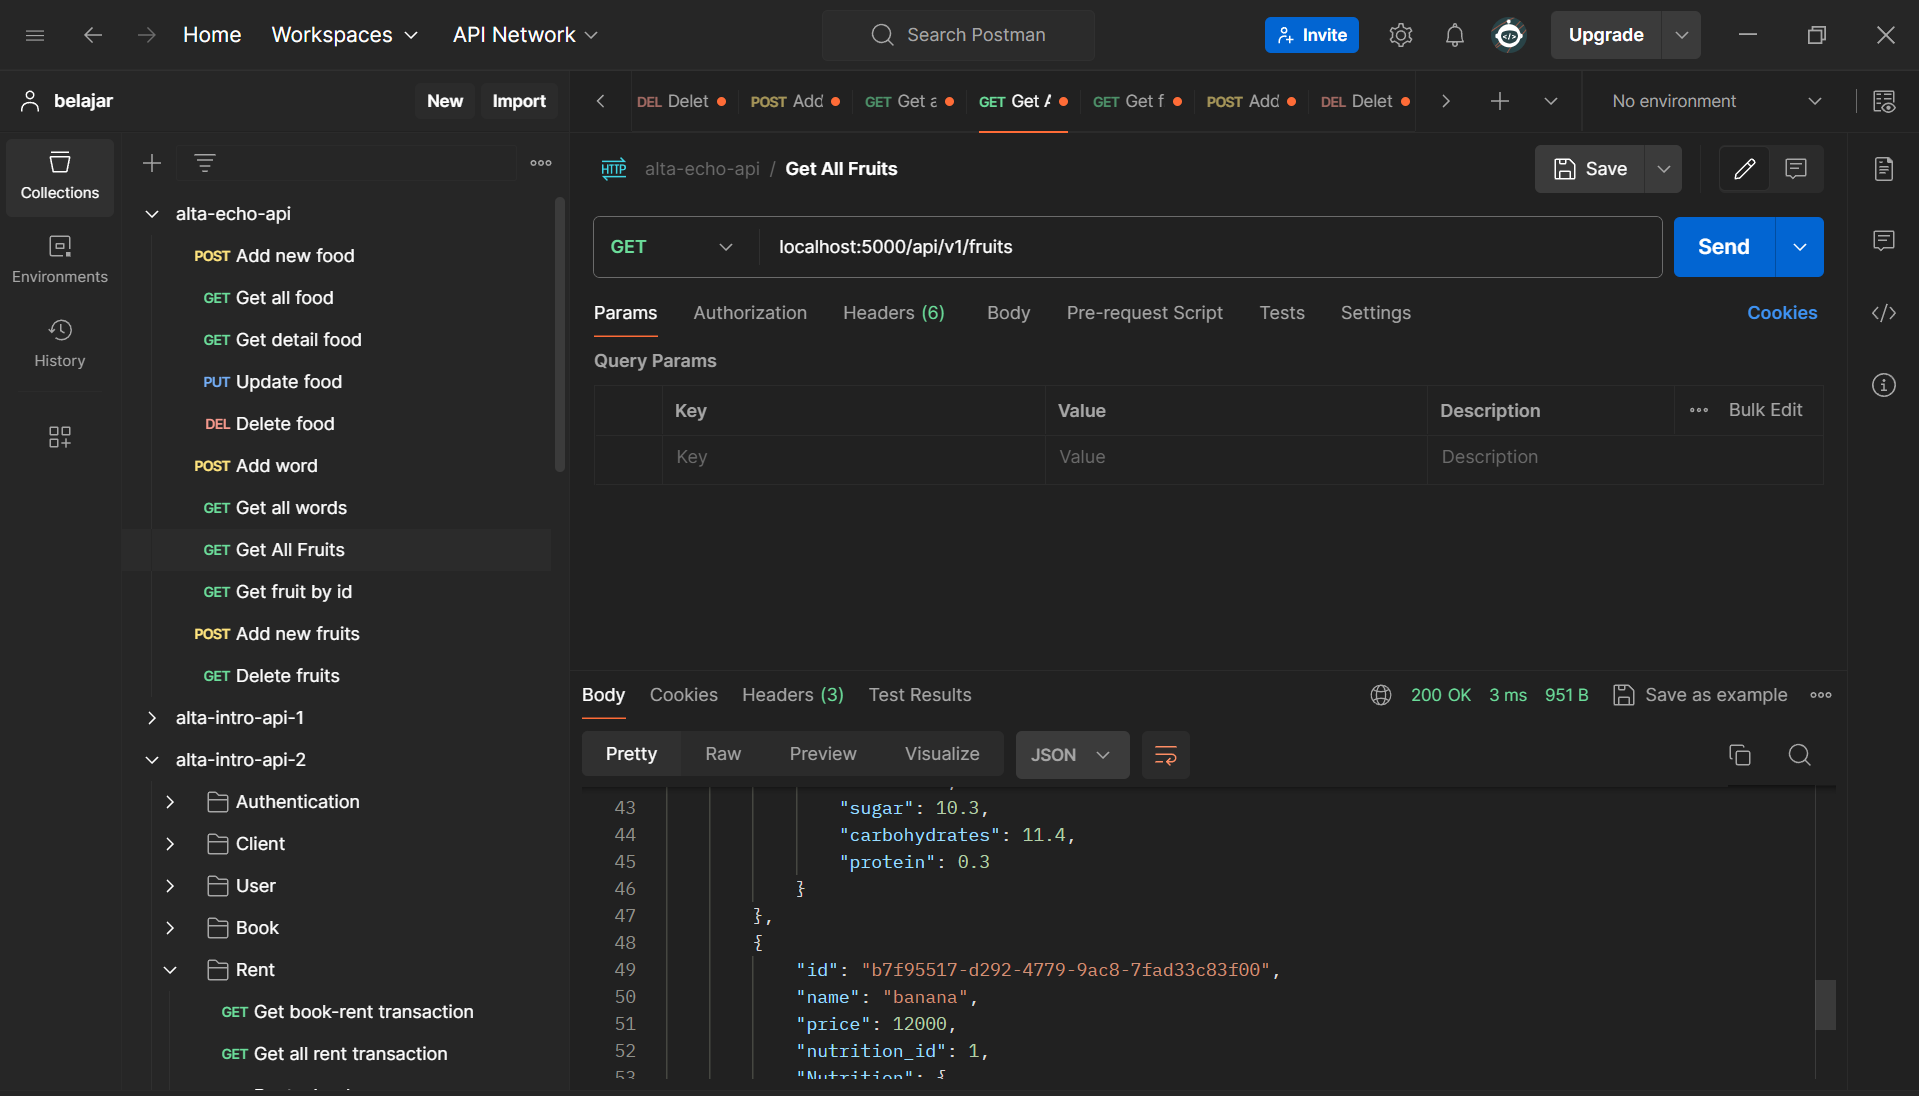 Home Workspaces API Network Search Postman Invite Upgrade
belajar New Import
DEL Delet POST Add GET Get a GET Get A GET Get f POST Add DEL Delet No environment
Collections
Environments
History
alta-echo-api
POST Add new food
GET Get all food
GET Get detail food
PUT Update food
DEL Delete food
POST Add word
GET Get all words
GET Get All Fruits
GET Get fruit by id
POST Add new fruits
GET Delete fruits
alta-intro-api-1
alta-intro-api-2
Authentication
Client
User
Book
Rent
GET Get book-rent transaction
GET Get all rent transaction
HTTP alta-echo-api / Get All Fruits Save
GET localhost:5000/api/v1/fruits Send
Params Authorization Headers (6) Body Pre-request Script Tests Settings Cookies
Query Params
Key Value Description Bulk Edit
Key Value Description
Body Cookies Headers (3) Test Results 200 OK 3 ms 951 B Save as example
Pretty Raw Preview Visualize JSON
43 "sugar": 10.3,
44 "carbohydrates": 11.4,
45 "protein": 0.3
46 }
47 },
48 {
49 "id": "b7f95517-d292-4779-9ac8-7fad33c83f00",
50 "name": "banana",
51 "price": 12000,
52 "nutrition_id": 1,
53 "Nutrition": {